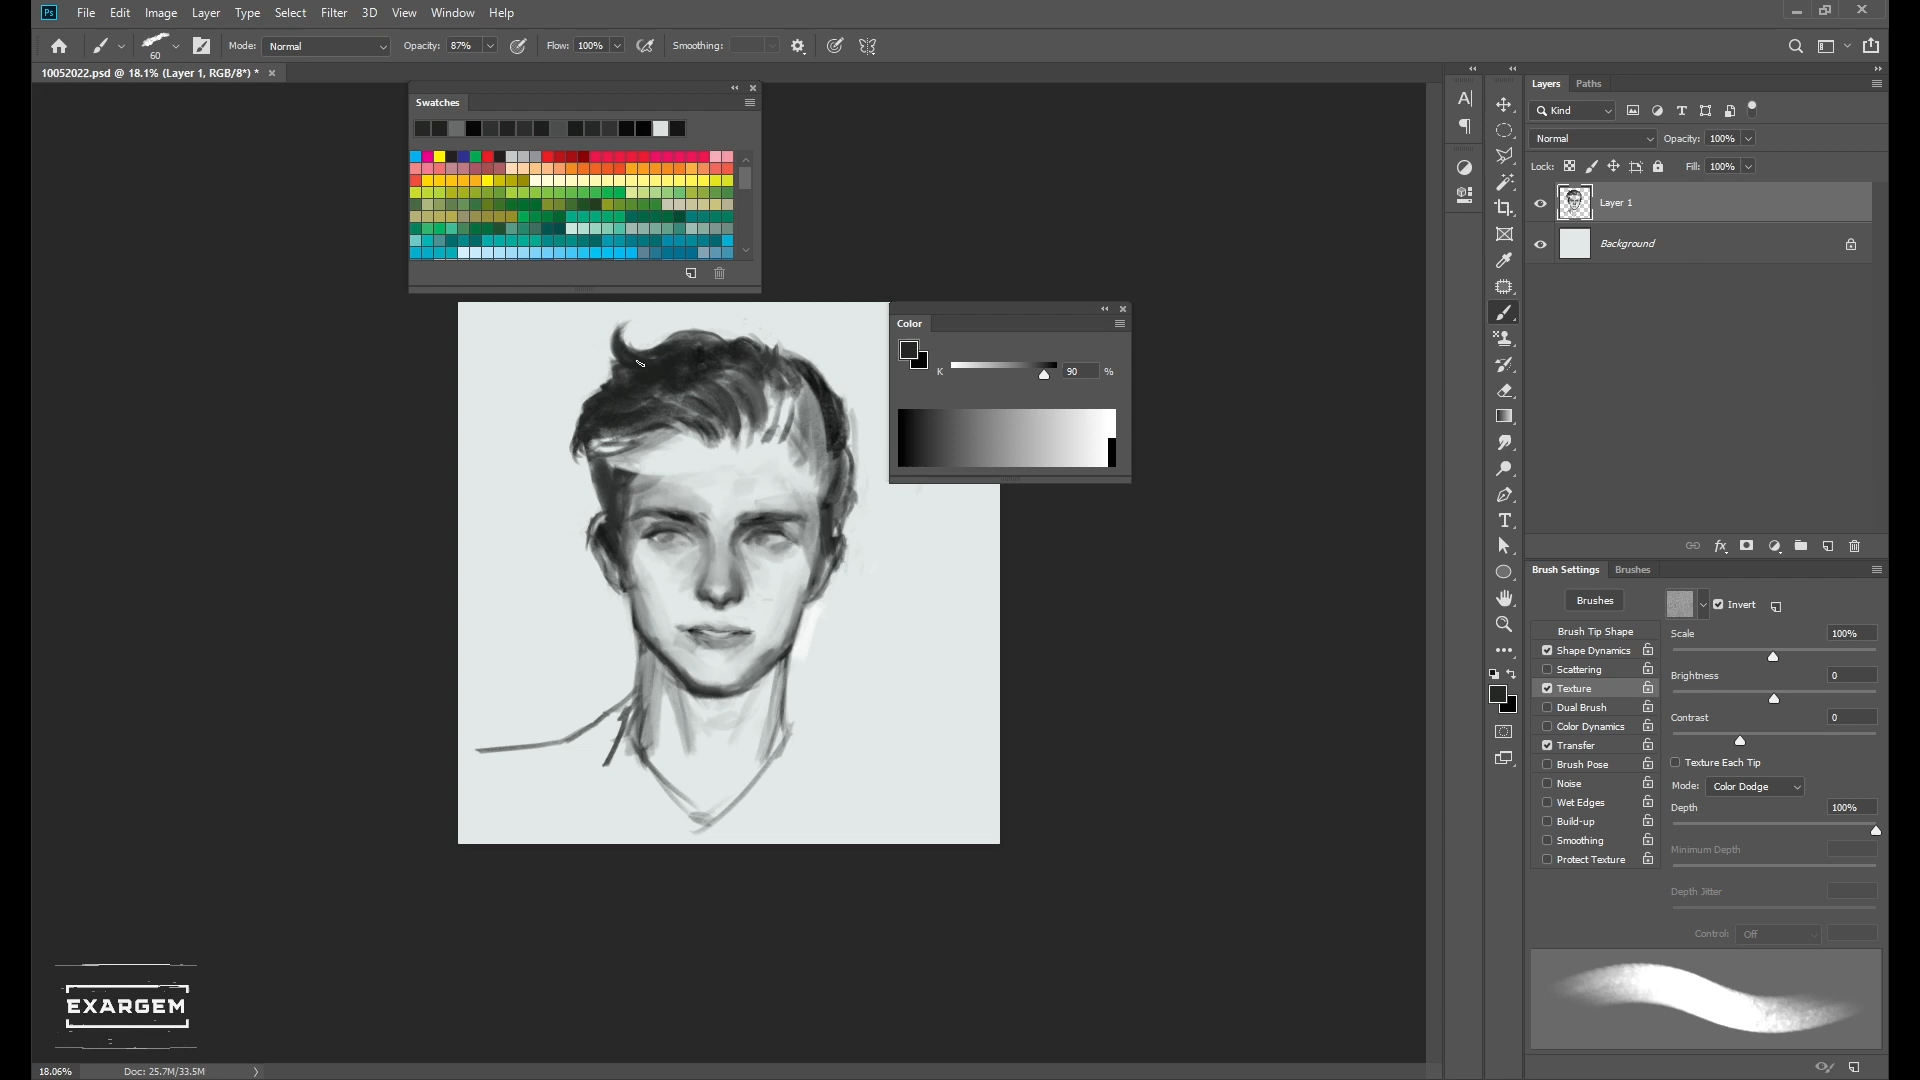 Ps File Edit Image Layer Type Select Filter 3D View Window Help
60 Mode: Normal Opacity: 87% Flow: 100% Smoothing:
10052022.psd @ 18.1% (Layer 1, RGB/8*) *
Swatches
Color
K 90 %
Layers Paths
Kind
Normal Opacity: 100%
Lock: Fill: 100%
Layer 1
Background
fx
Brush Settings Brushes
Brushes Invert
Brush Tip Shape
Shape Dynamics
Scattering
Texture
Dual Brush
Color Dynamics
Transfer
Brush Pose
Noise
Wet Edges
Build-up
Smoothing
Protect Texture
Scale 100%
Brightness 0
Contrast 0
Texture Each Tip
Mode: Color Dodge
Depth 100%
Minimum Depth
Depth Jitter
Control: Off
EXARGEM
18.06% Doc: 25.7M/33.5M